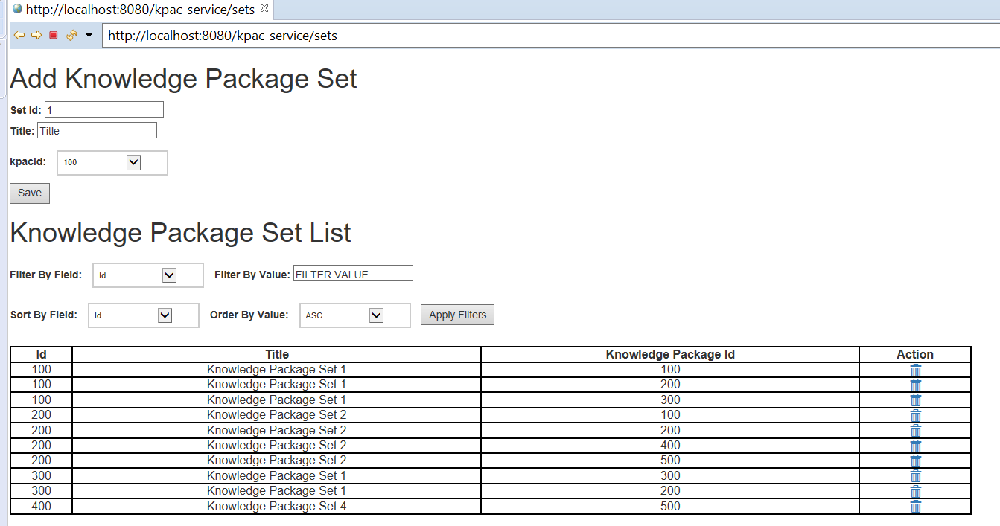 http://localhost:8080/kpac-service/sets
http://localhost:8080/kpac-service/sets
Add Knowledge Package Set
Set Id: 1
Title: Title
kpacId: 100
Save
Knowledge Package Set List
Filter By Field: Id Filter By Value: FILTER VALUE
Sort By Field: Id Order By Value: ASC Apply Filters
Id Title Knowledge Package Id Action
100 Knowledge Package Set 1 100
100 Knowledge Package Set 1 200
100 Knowledge Package Set 1 300
200 Knowledge Package Set 2 100
200 Knowledge Package Set 2 200
200 Knowledge Package Set 2 400
200 Knowledge Package Set 2 500
300 Knowledge Package Set 1 300
300 Knowledge Package Set 1 200
400 Knowledge Package Set 4 500